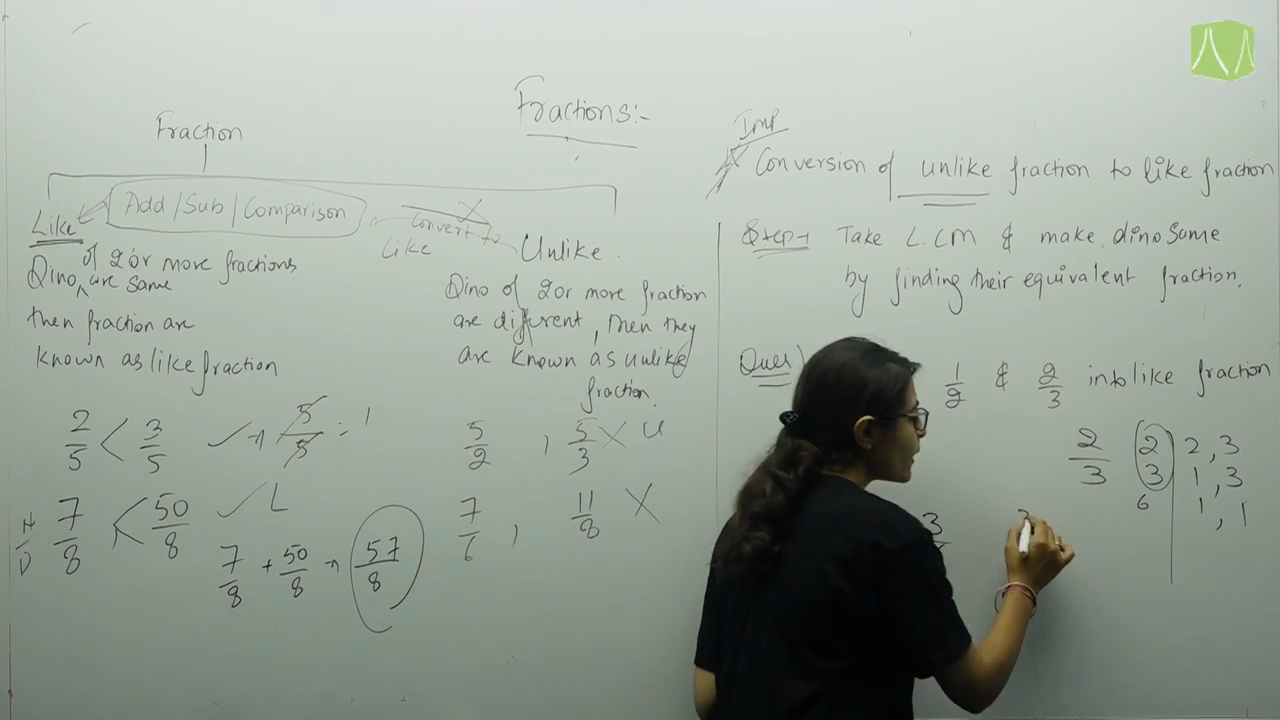 Fractions:-
Fraction
Add/Sub/Comparison
Like
Dino of 2 or more fractions
are same
then fraction are
known as like fraction
2/5 < 3/5 ✓ → 5/5 = 1
N/D 7/8 < 50/8 ✓ L
7/8 + 50/8 → 57/8
Convert to
Like
Unlike.
Dino of 2 or more fraction
are different, then they
are known as unlike
fraction.
5/2 , 5/3 X U
7/6 , 11/8 X
Imp
Conversion of unlike fraction to like fraction
Step-1 Take L.CM & make dino same
by finding their equivalent fraction.
Ques) 1/2 & 2/3 into like fraction
2/3
2 | 2, 3
3 | 1, 3
6 | 1, 1
3